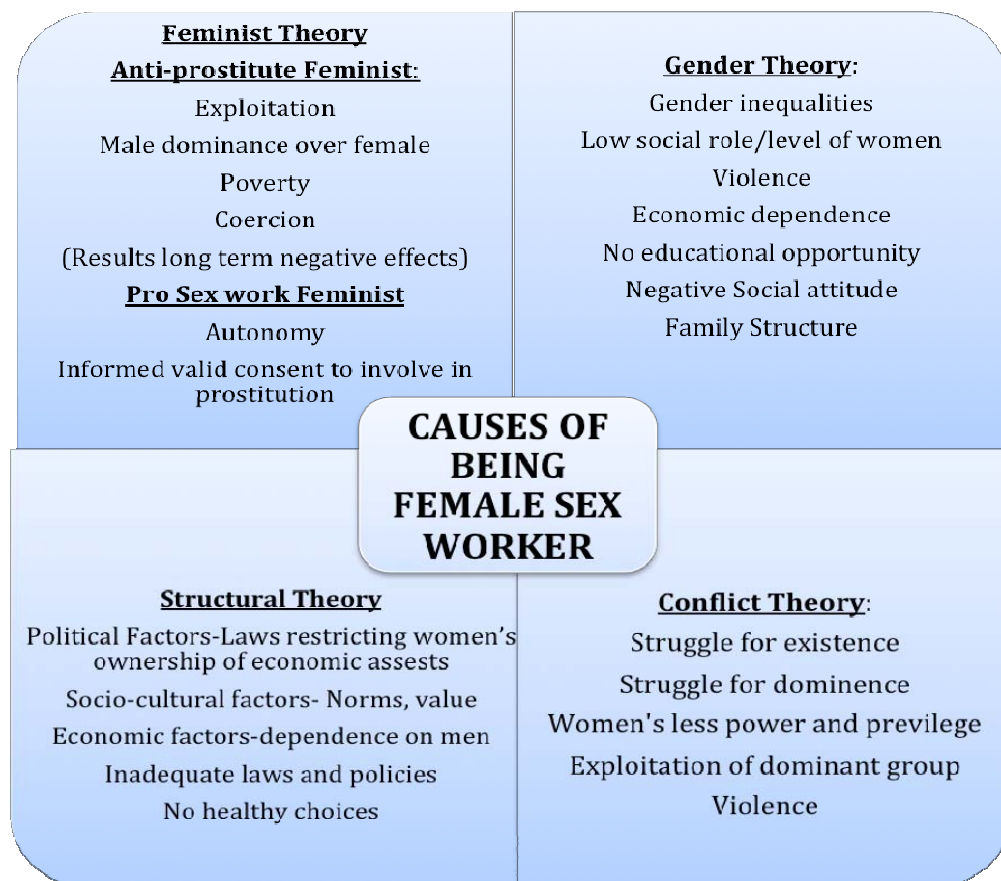 Feminist Theory
Anti-prostitute Feminist:
Exploitation
Male dominance over female
Poverty
Coercion
(Results long term negative effects)
Pro Sex work Feminist
Autonomy
Informed valid consent to involve in
prostitution
Gender Theory:
Gender inequalities
Low social role/level of women
Violence
Economic dependence
No educational opportunity
Negative Social attitude
Family Structure
CAUSES OF
BEING
FEMALE SEX
WORKER
Structural Theory
Political Factors-Laws restricting women's
ownership of economic assests
Socio-cultural factors- Norms, value
Economic factors-dependence on men
Inadequate laws and policies
No healthy choices
Conflict Theory:
Struggle for existence
Struggle for dominence
Women's less power and previlege
Exploitation of dominant group
Violence